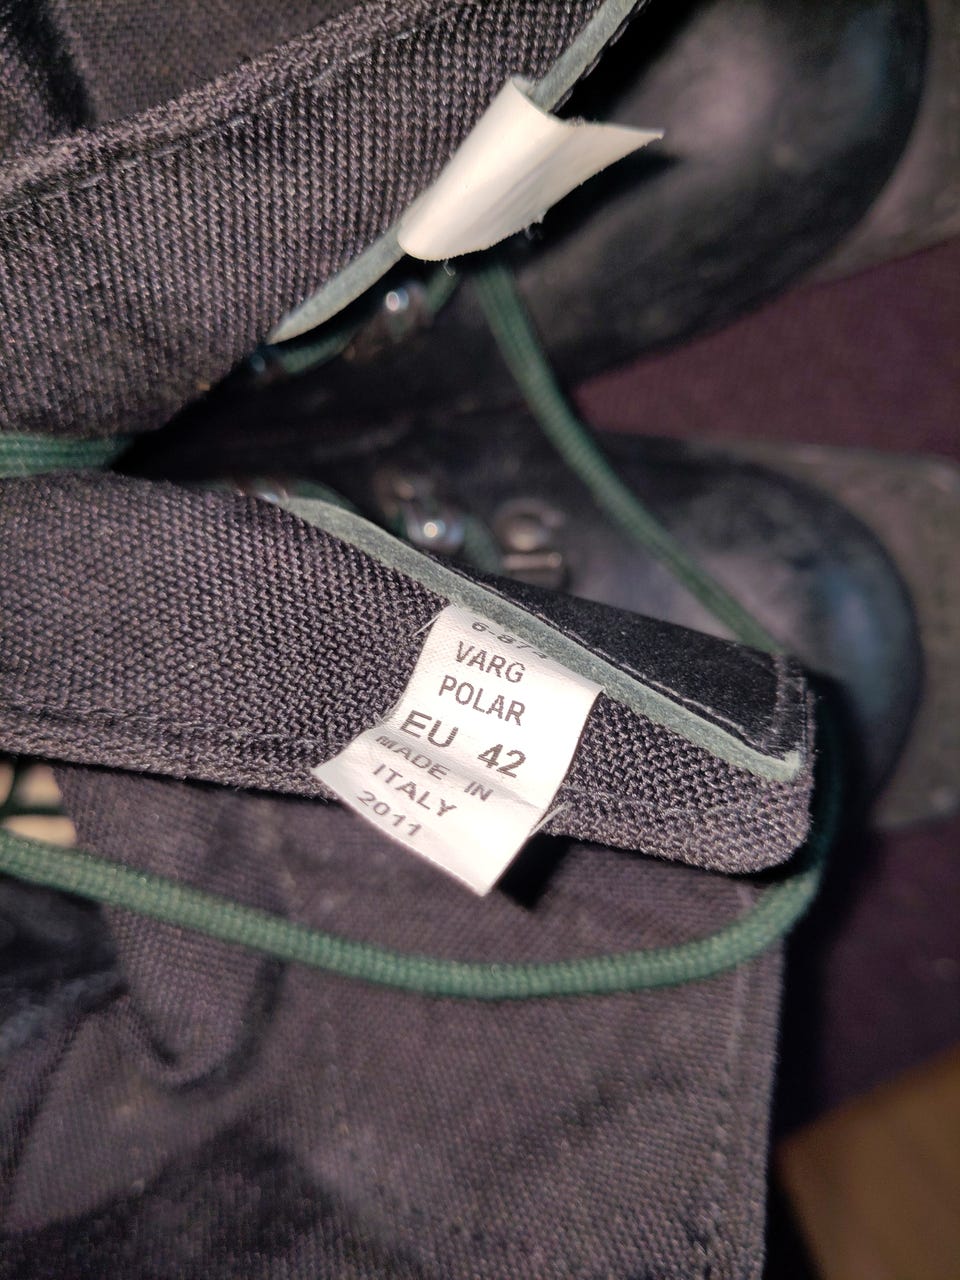 VARG
POLAR
EU 42
MADE IN
ITALY
2011